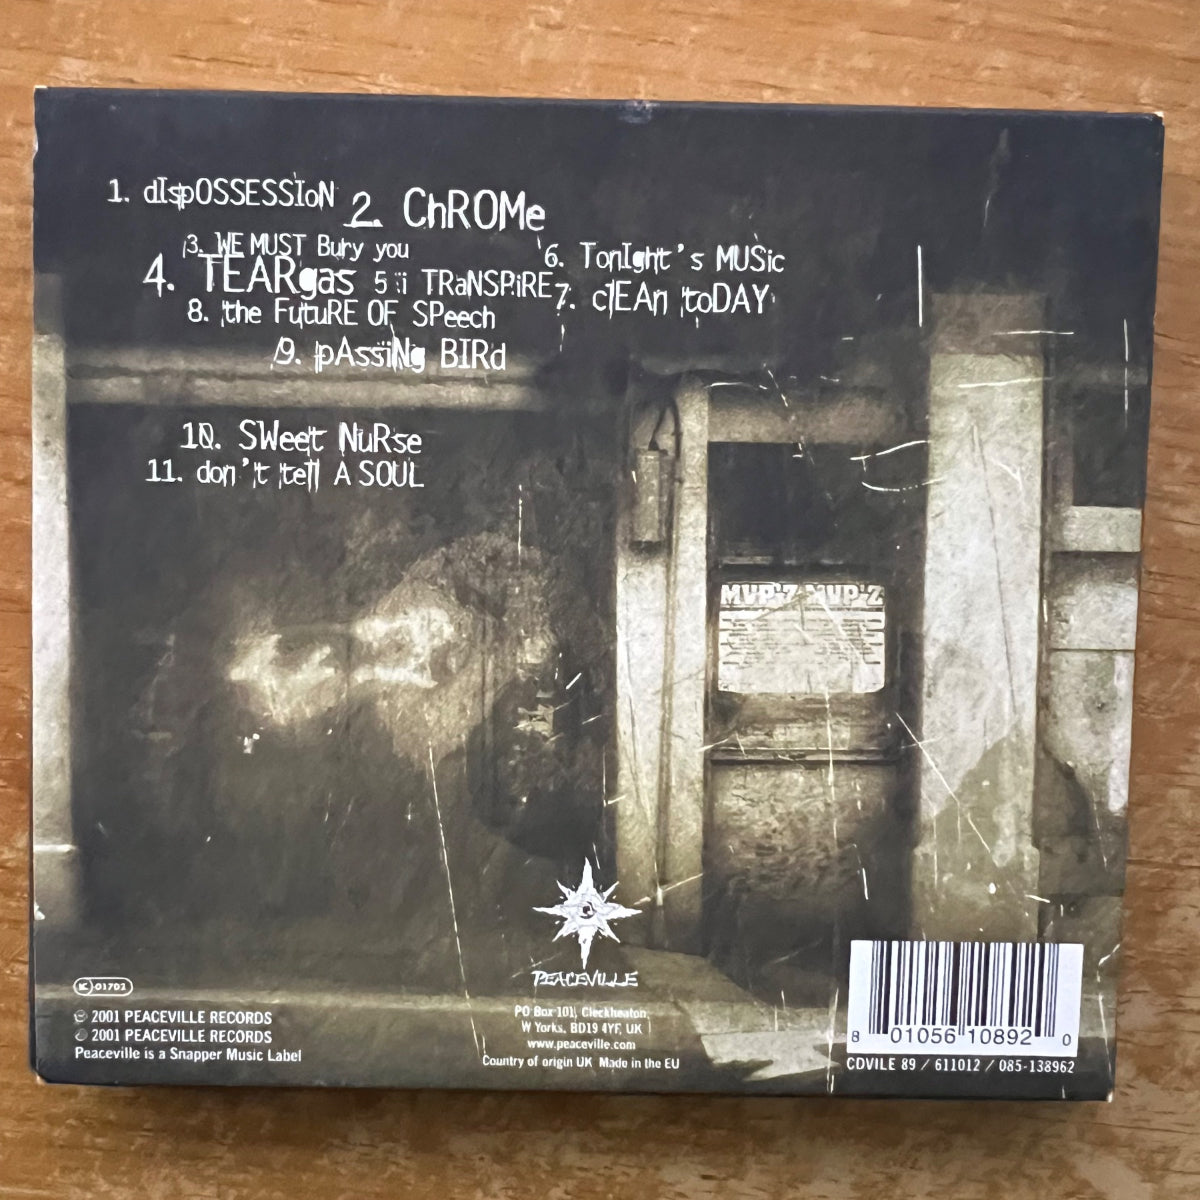 1. dIspOSSESSIoN
2. ChROMe
3. WE MUST Bury you
4. TEARgas
5 i TRaNSPiRE
6. TonIght's MUSic
7. clEAn toDAY
8. the FutuRE OF SPeech
9. pAssiNg BIRd
10. SWeet NuRse
11. don't tell A SOUL
MVP'Z MVP'Z
PEACEVILLE
LC 01702
℗ 2001 PEACEVILLE RECORDS
© 2001 PEACEVILLE RECORDS
Peaceville is a Snapper Music Label
PO Box 101, Cleckheaton,
W Yorks, BD19 4YF, UK
www.peaceville.com
Country of origin UK Made in the EU
8 01056 10892 0
CDVILE 89 / 611012 / 085-138962